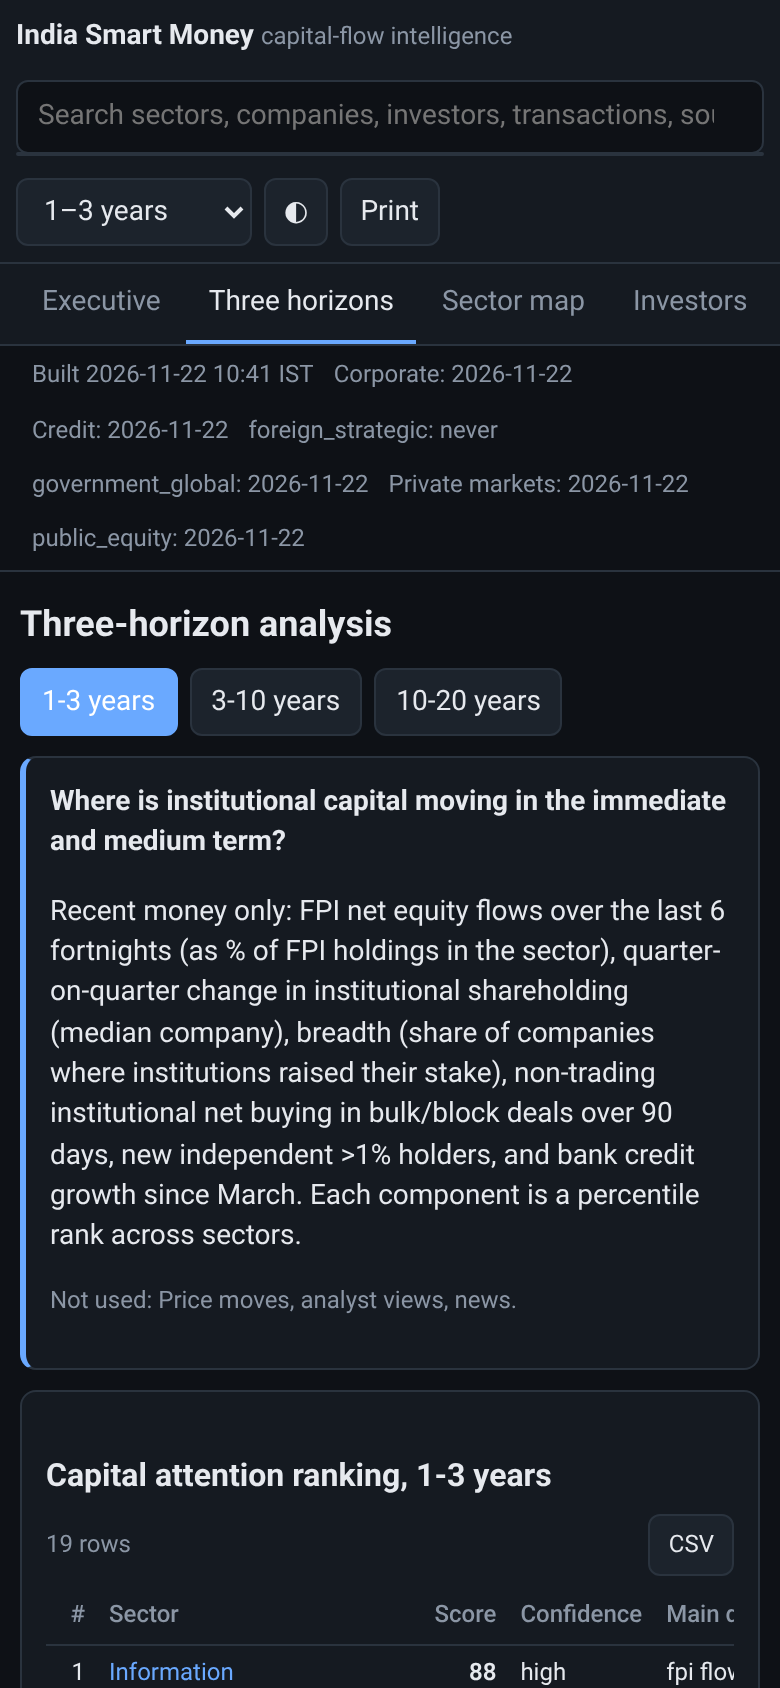 India Smart Money capital-flow intelligence
Search sectors, companies, investors, transactions,
1–3 years Print
Executive Three horizons Sector map Investors
Built 2026-11-22 10:41 IST Corporate: 2026-11-22
Credit: 2026-11-22 foreign_strategic: never
government_global: 2026-11-22 Private markets: 2026-11-22
public_equity: 2026-11-22
Three-horizon analysis
1-3 years 3-10 years 10-20 years
Where is institutional capital moving in the immediate
and medium term?
Recent money only: FPI net equity flows over the last 6
fortnights (as % of FPI holdings in the sector), quarter-
on-quarter change in institutional shareholding
(median company), breadth (share of companies
where institutions raised their stake), non-trading
institutional net buying in bulk/block deals over 90
days, new independent >1% holders, and bank credit
growth since March. Each component is a percentile
rank across sectors.
Not used: Price moves, analyst views, news.
Capital attention ranking, 1-3 years
19 rows CSV
# Sector Score Confidence Main
1 Information 88 high fpi